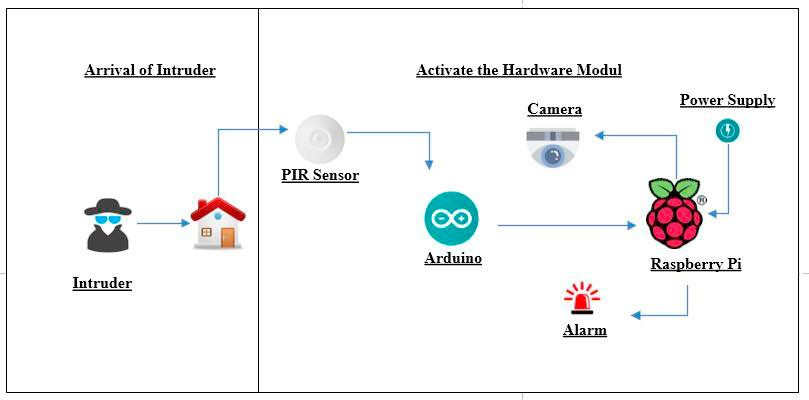 Arrival of Intruder
Activate the Hardware Modul
Power Supply
Camera
PIR Sensor
Arduino
Raspberry Pi
®
Intruder
Alarm